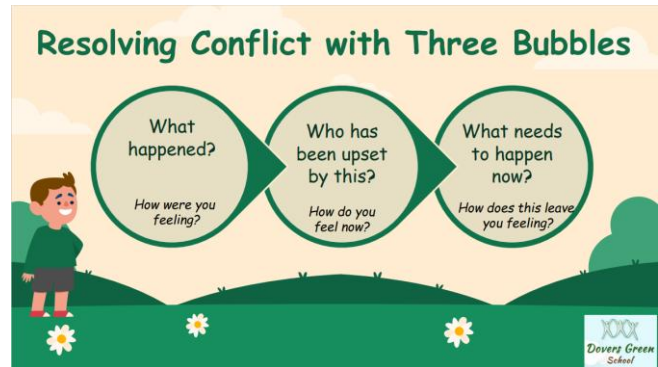 Resolving Conflict with Three Bubbles
What
happened?
How were you
feeling?
Who has
been upset
by this?
How do you
feel now?
What needs
to happen
now?
How does this leave
you feeling?
Dovers Green
School